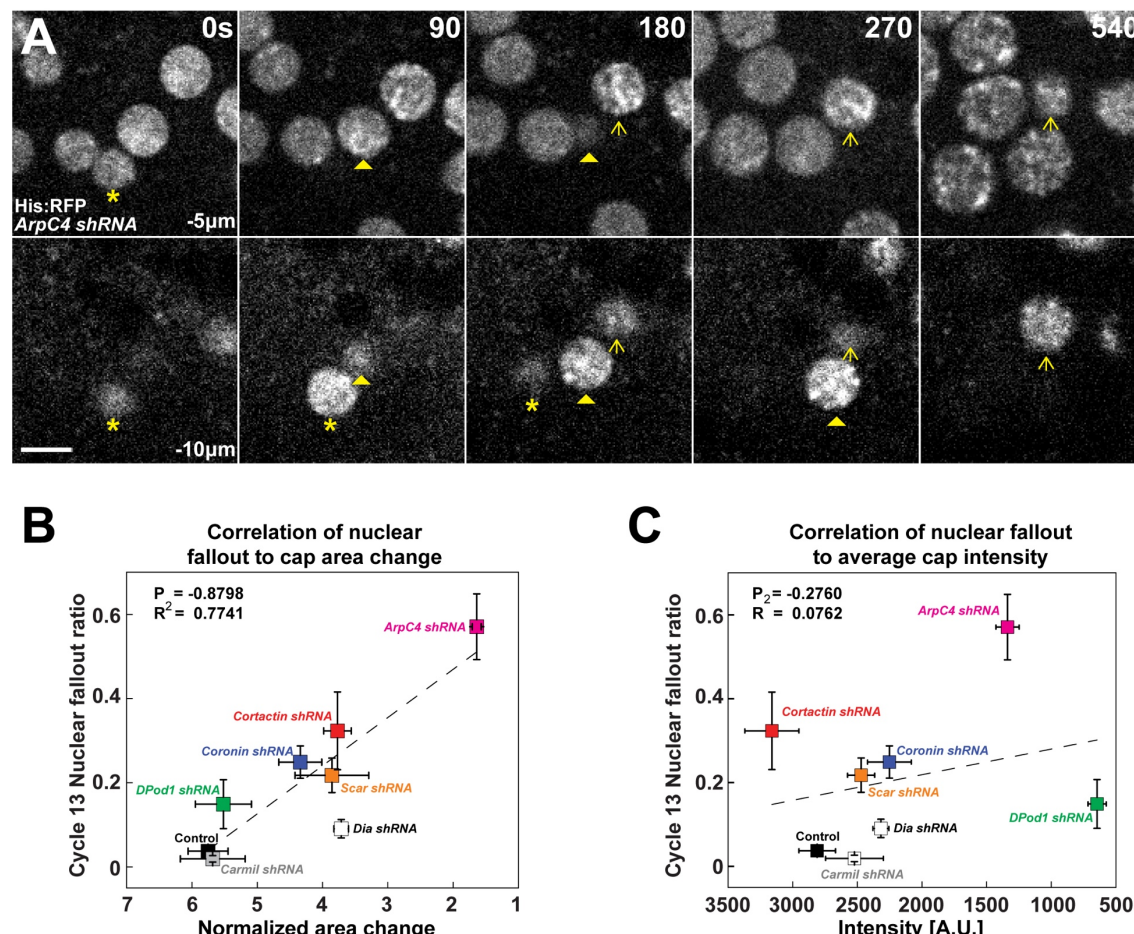 A
0s
90
180
270
540
His:RFP
ArpC4 shRNA
-5µm
-10µm
B
Correlation of nuclear
fallout to cap area change
P = -0.8798
R2 = 0.7741
Cycle 13 Nuclear fallout ratio
0.6
0.4
0.2
0
ArpC4 shRNA
Cortactin shRNA
Coronin shRNA
Scar shRNA
DPod1 shRNA
Dia shRNA
Control
Carmil shRNA
7 6 5 4 3 2 1
Normalized area change
C
Correlation of nuclear fallout
to average cap intensity
P2 = -0.2760
R = 0.0762
Cycle 13 Nuclear fallout ratio
0.6
0.4
0.2
0
ArpC4 shRNA
Cortactin shRNA
Coronin shRNA
Scar shRNA
DPod1 shRNA
Dia shRNA
Control
Carmil shRNA
3500 3000 2500 2000 1500 1000 500
Intensity [A.U.]